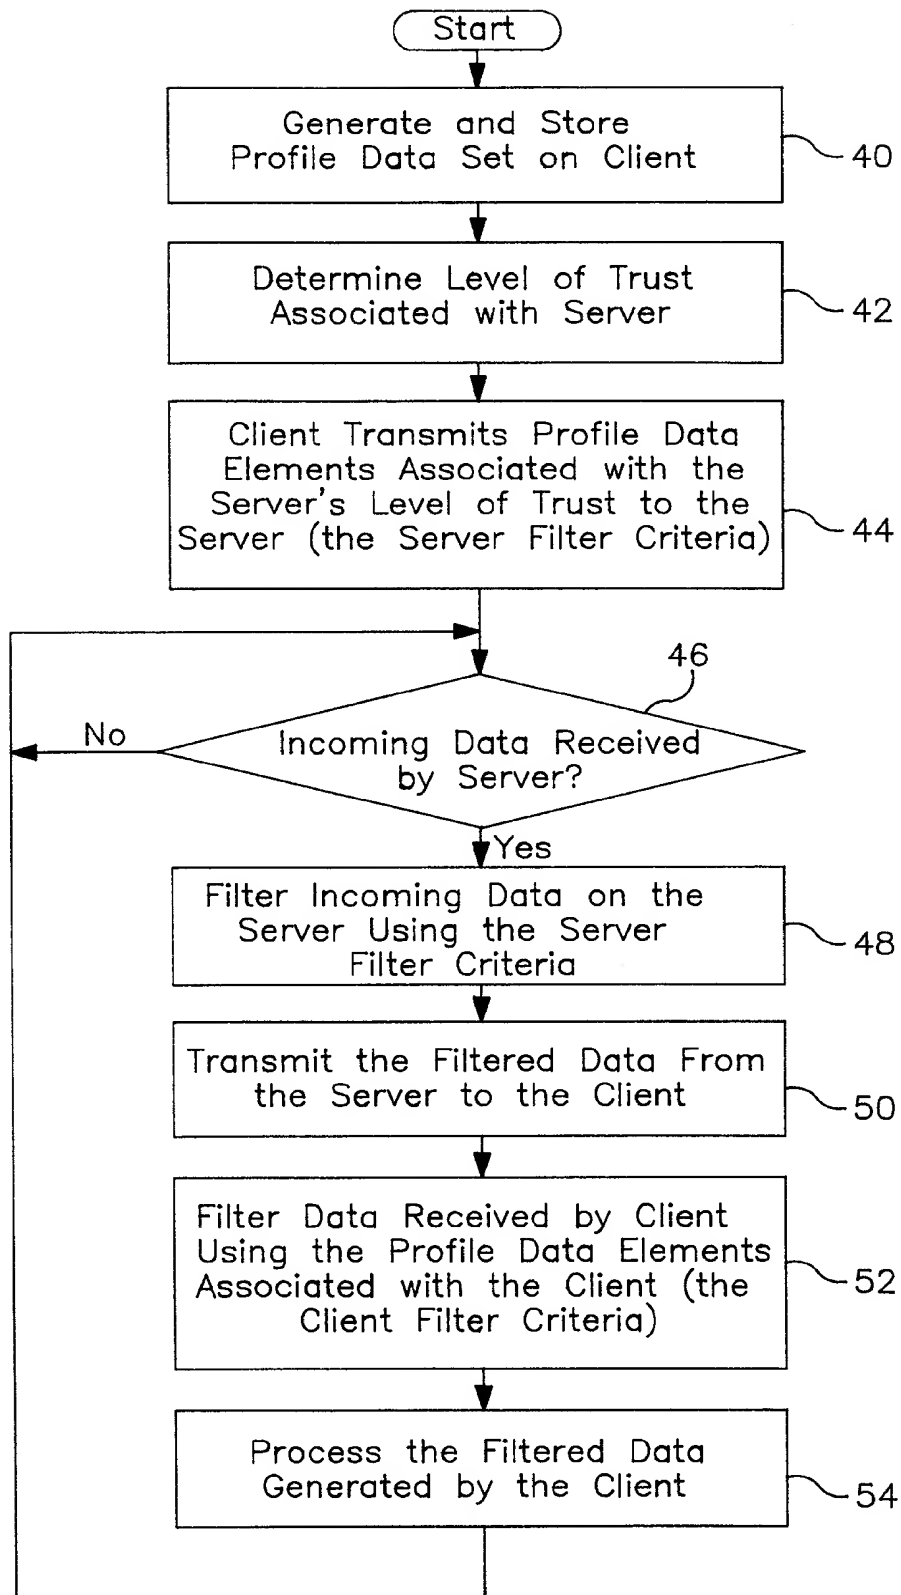 Start
Generate and Store
Profile Data Set on Client
40
Determine Level of Trust
Associated with Server
42
Client Transmits Profile Data
Elements Associated with the
Server's Level of Trust to the
Server (the Server Filter Criteria)
44
46
No
Incoming Data Received
by Server?
Yes
Filter Incoming Data on the
Server Using the Server
Filter Criteria
48
Transmit the Filtered Data From
the Server to the Client
50
Filter Data Received by Client
Using the Profile Data Elements
Associated with the Client (the
Client Filter Criteria)
52
Process the Filtered Data
Generated by the Client
54